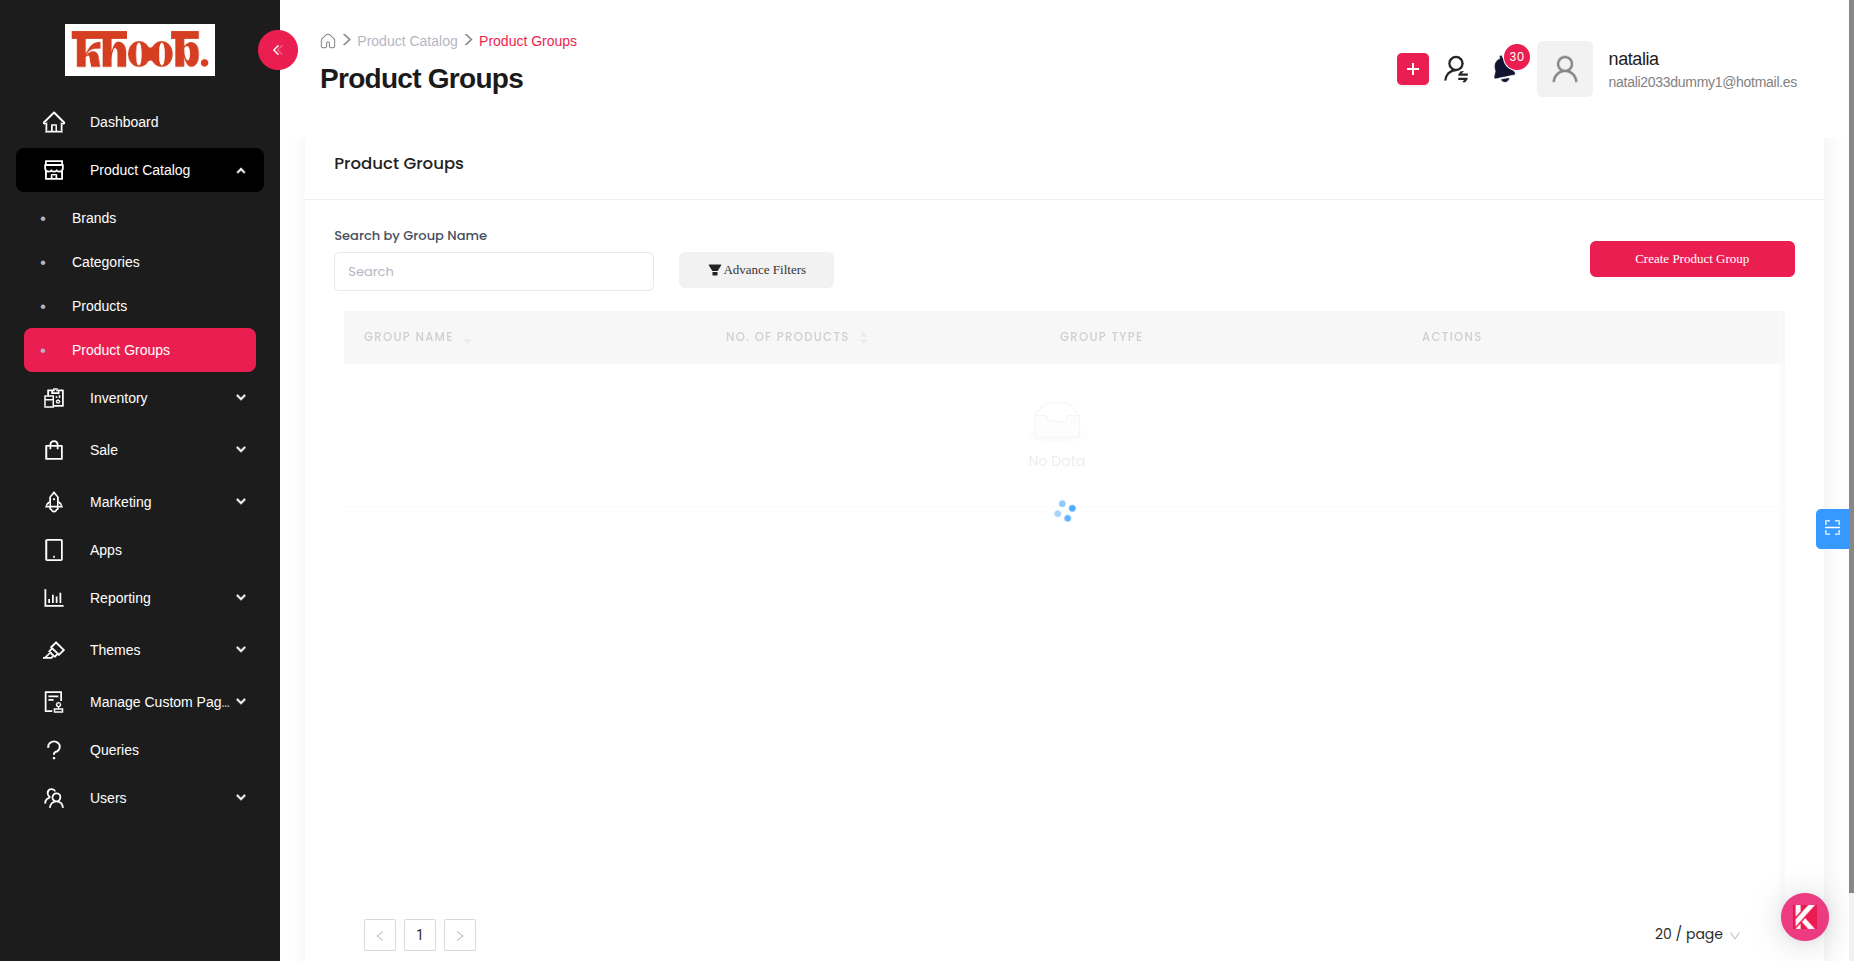 Khoob.
Dashboard
Product Catalog
Brands
Categories
Products
Product Groups
Inventory
Sale
Marketing
Apps
Reporting
Themes
Manage Custom Pag...
Queries
Users
Product Catalog > Product Groups
Product Groups
30
natalia
natali2033dummy1@hotmail.es
Product Groups
Search by Group Name
Search
Advance Filters
Create Product Group
GROUP NAME NO. OF PRODUCTS GROUP TYPE ACTIONS
No Data
< 1 >
20 / page
K